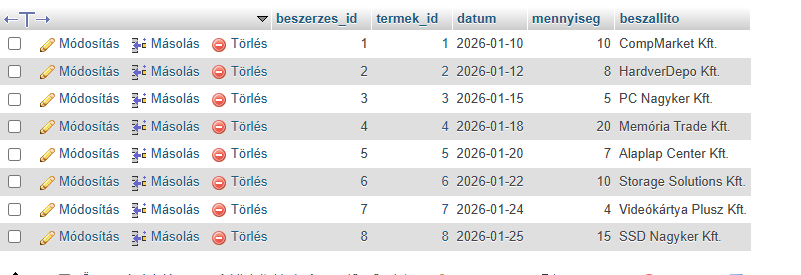 beszerzes_id termek_id datum mennyiseg beszallito
Módosítás Másolás Törlés 1 1 2026-01-10 10 CompMarket Kft.
Módosítás Másolás Törlés 2 2 2026-01-12 8 HardverDepo Kft.
Módosítás Másolás Törlés 3 3 2026-01-15 5 PC Nagyker Kft.
Módosítás Másolás Törlés 4 4 2026-01-18 20 Memória Trade Kft.
Módosítás Másolás Törlés 5 5 2026-01-20 7 Alaplap Center Kft.
Módosítás Másolás Törlés 6 6 2026-01-22 10 Storage Solutions Kft.
Módosítás Másolás Törlés 7 7 2026-01-24 4 Videókártya Plusz Kft.
Módosítás Másolás Törlés 8 8 2026-01-25 15 SSD Nagyker Kft.